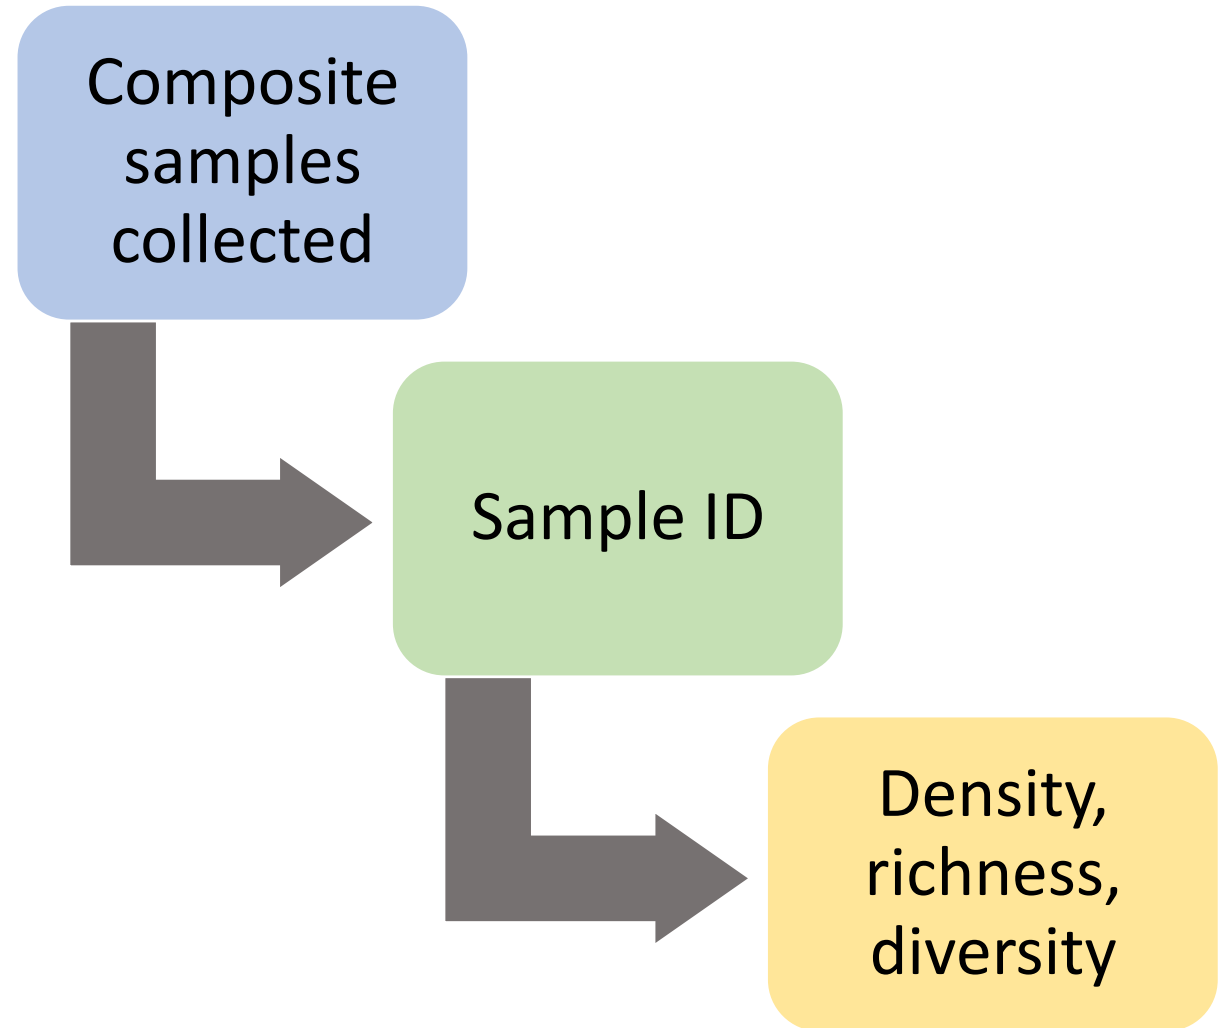 Composite
samples
collected
Sample ID
Density,
richness,
diversity